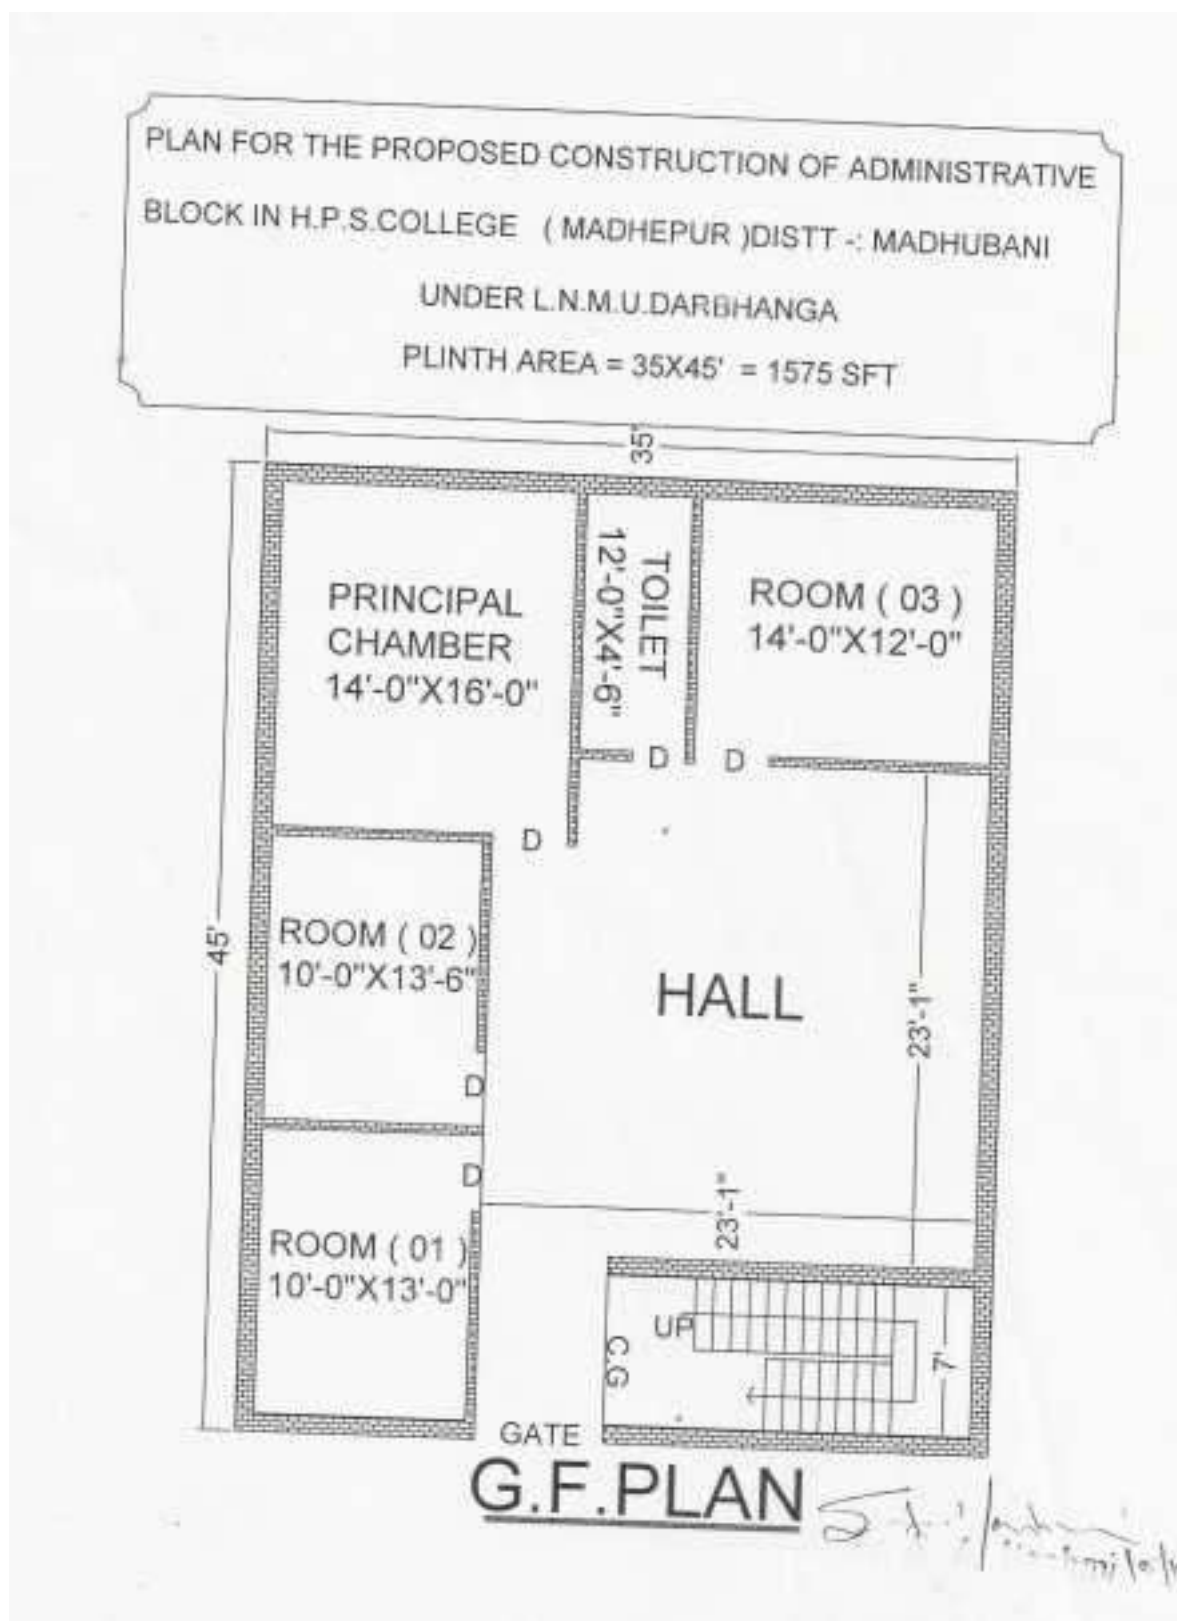 PLAN FOR THE PROPOSED CONSTRUCTION OF ADMINISTRATIVE
BLOCK IN H.P.S.COLLEGE ( MADHEPUR )DISTT -: MADHUBANI
UNDER L.N.M.U.DARBHANGA
PLINTH AREA = 35X45' = 1575 SFT
35'
45'
PRINCIPAL
CHAMBER
14'-0"X16'-0"
TOILET
12'-0"X4'-6"
ROOM ( 03 )
14'-0"X12'-0"
D
D
D
ROOM ( 02 )
10'-0"X13'-6"
HALL
23'-1"
D
D
23'-1"
ROOM ( 01 )
10'-0"X13'-0"
UP
C.G
7'
GATE
G.F.PLAN